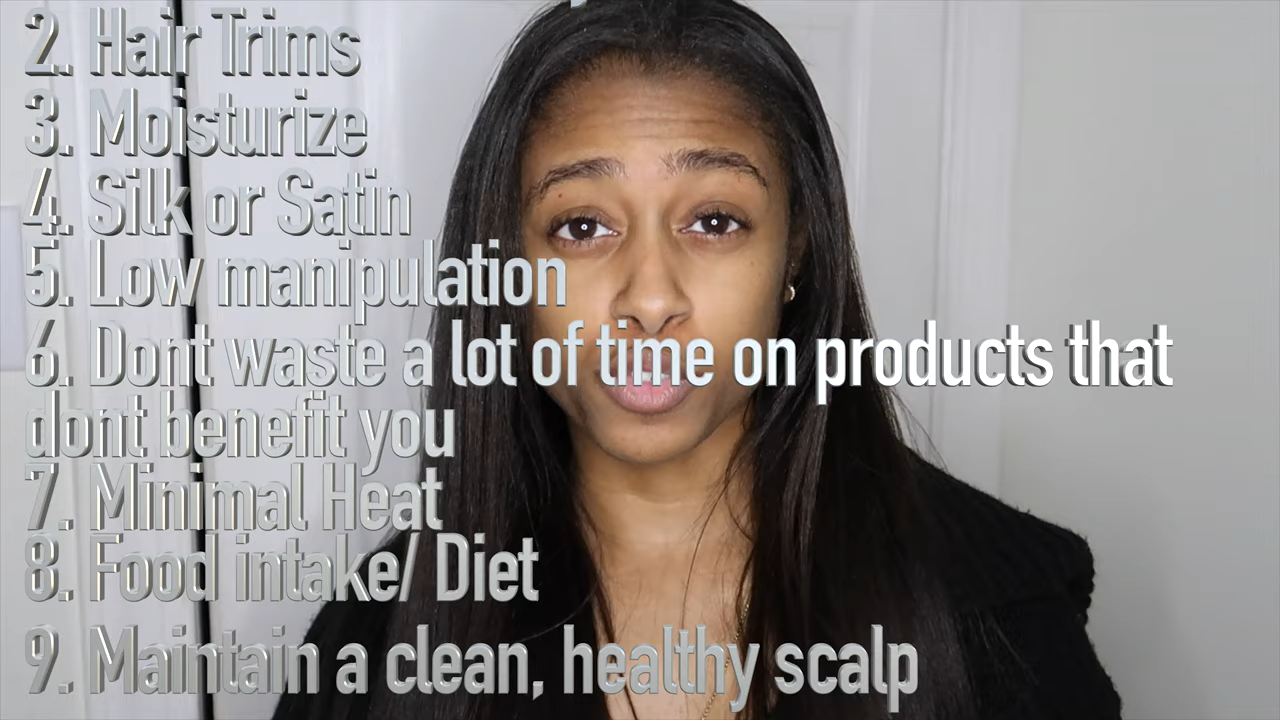 2. Hair Trims
3. Moisturize
4. Silk or Satin
5. Low manipulation
6. Dont waste a lot of time on products that
dont benefit you
7. Minimal Heat
8. Food intake/ Diet
9. Maintain a clean, healthy scalp